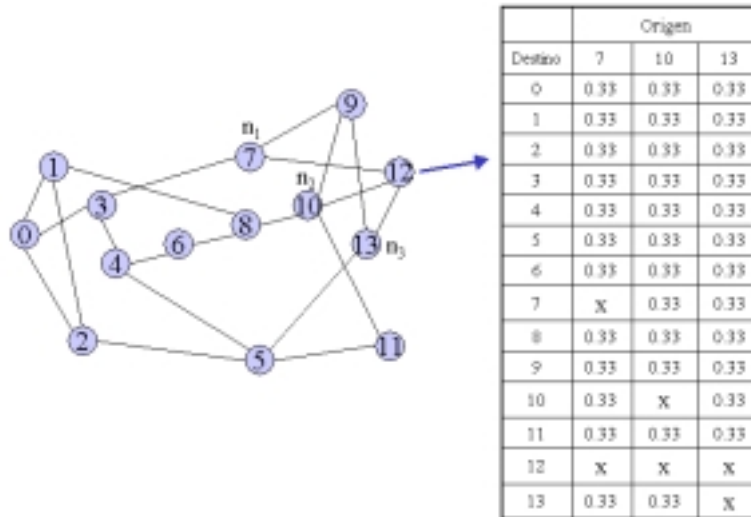 n₁
9
7
1
12
n₂
3
10
8
0
6
13 n₃
4
2
5
11
Origen
Destino 7 10 13
0 0.33 0.33 0.33
1 0.33 0.33 0.33
2 0.33 0.33 0.33
3 0.33 0.33 0.33
4 0.33 0.33 0.33
5 0.33 0.33 0.33
6 0.33 0.33 0.33
7 x 0.33 0.33
8 0.33 0.33 0.33
9 0.33 0.33 0.33
10 0.33 x 0.33
11 0.33 0.33 0.33
12 x x x
13 0.33 0.33 x